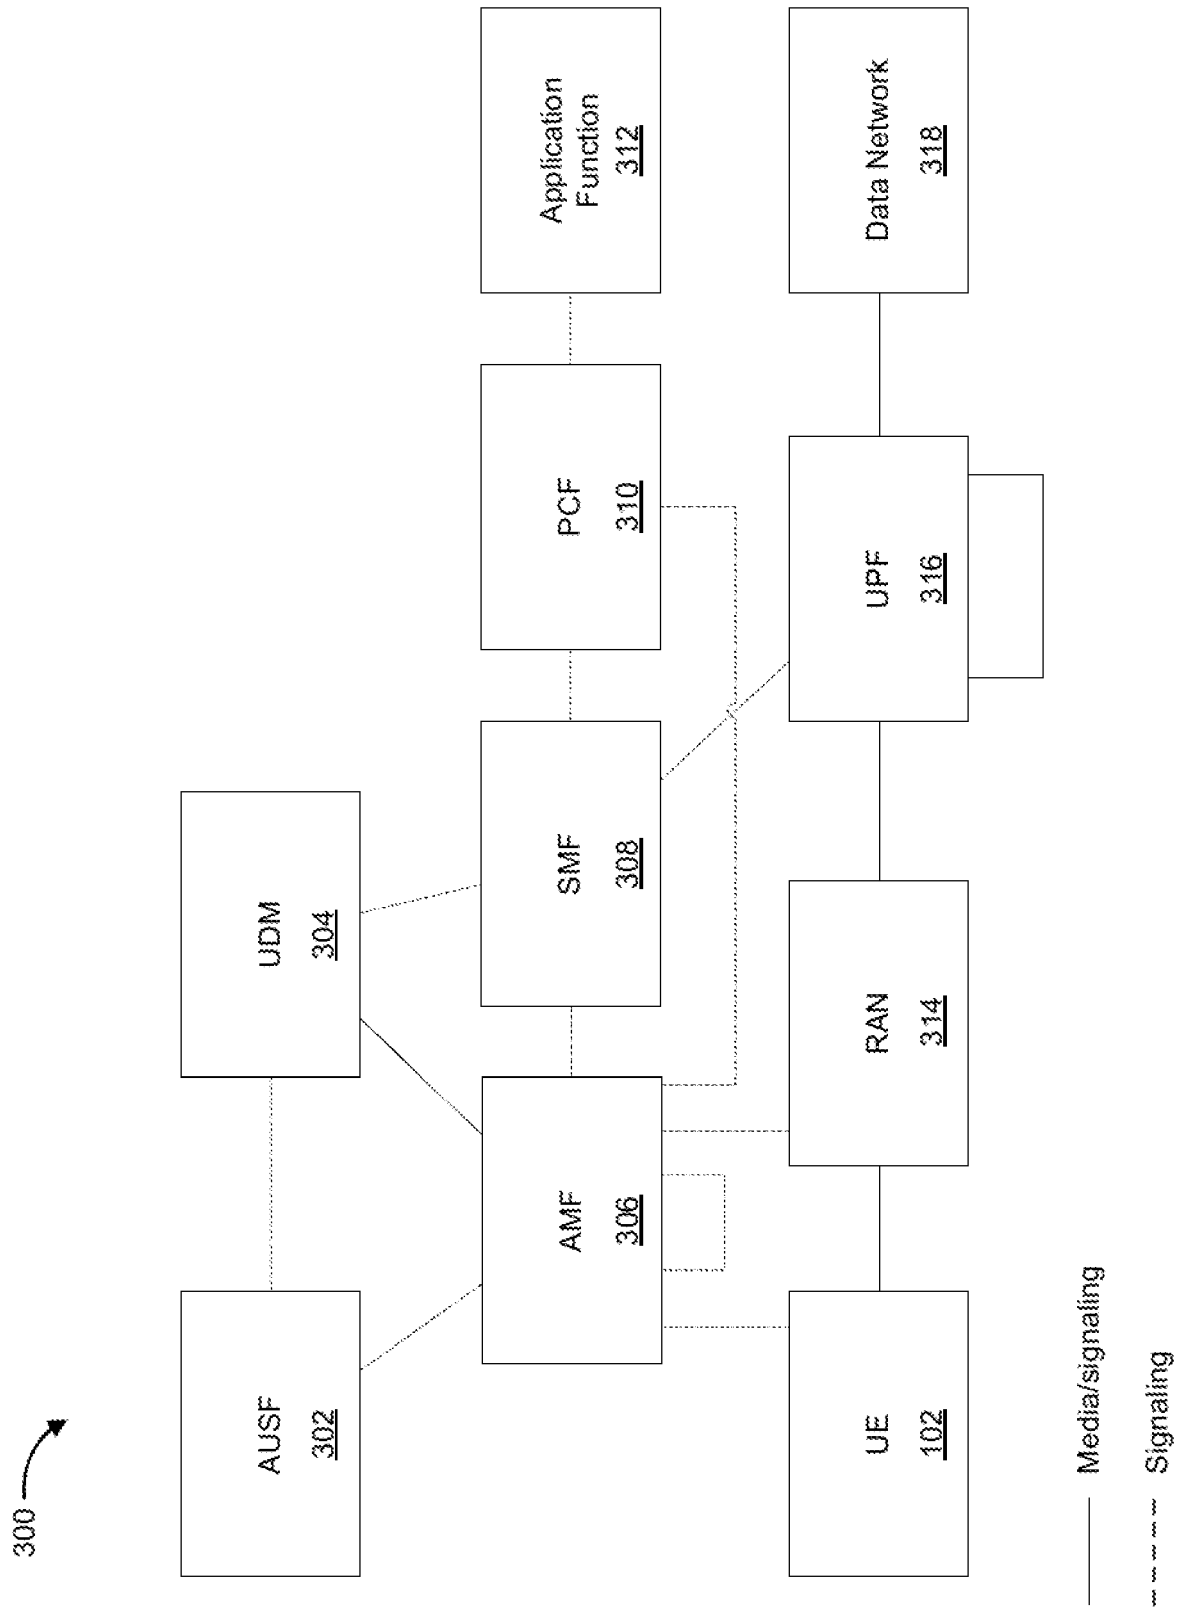 300
AUSF
302
UDM
304
AMF
306
SMF
308
PCF
310
Application
Function
312
UE
102
RAN
314
UPF
316
Data Network
318
Media/signaling
Signaling